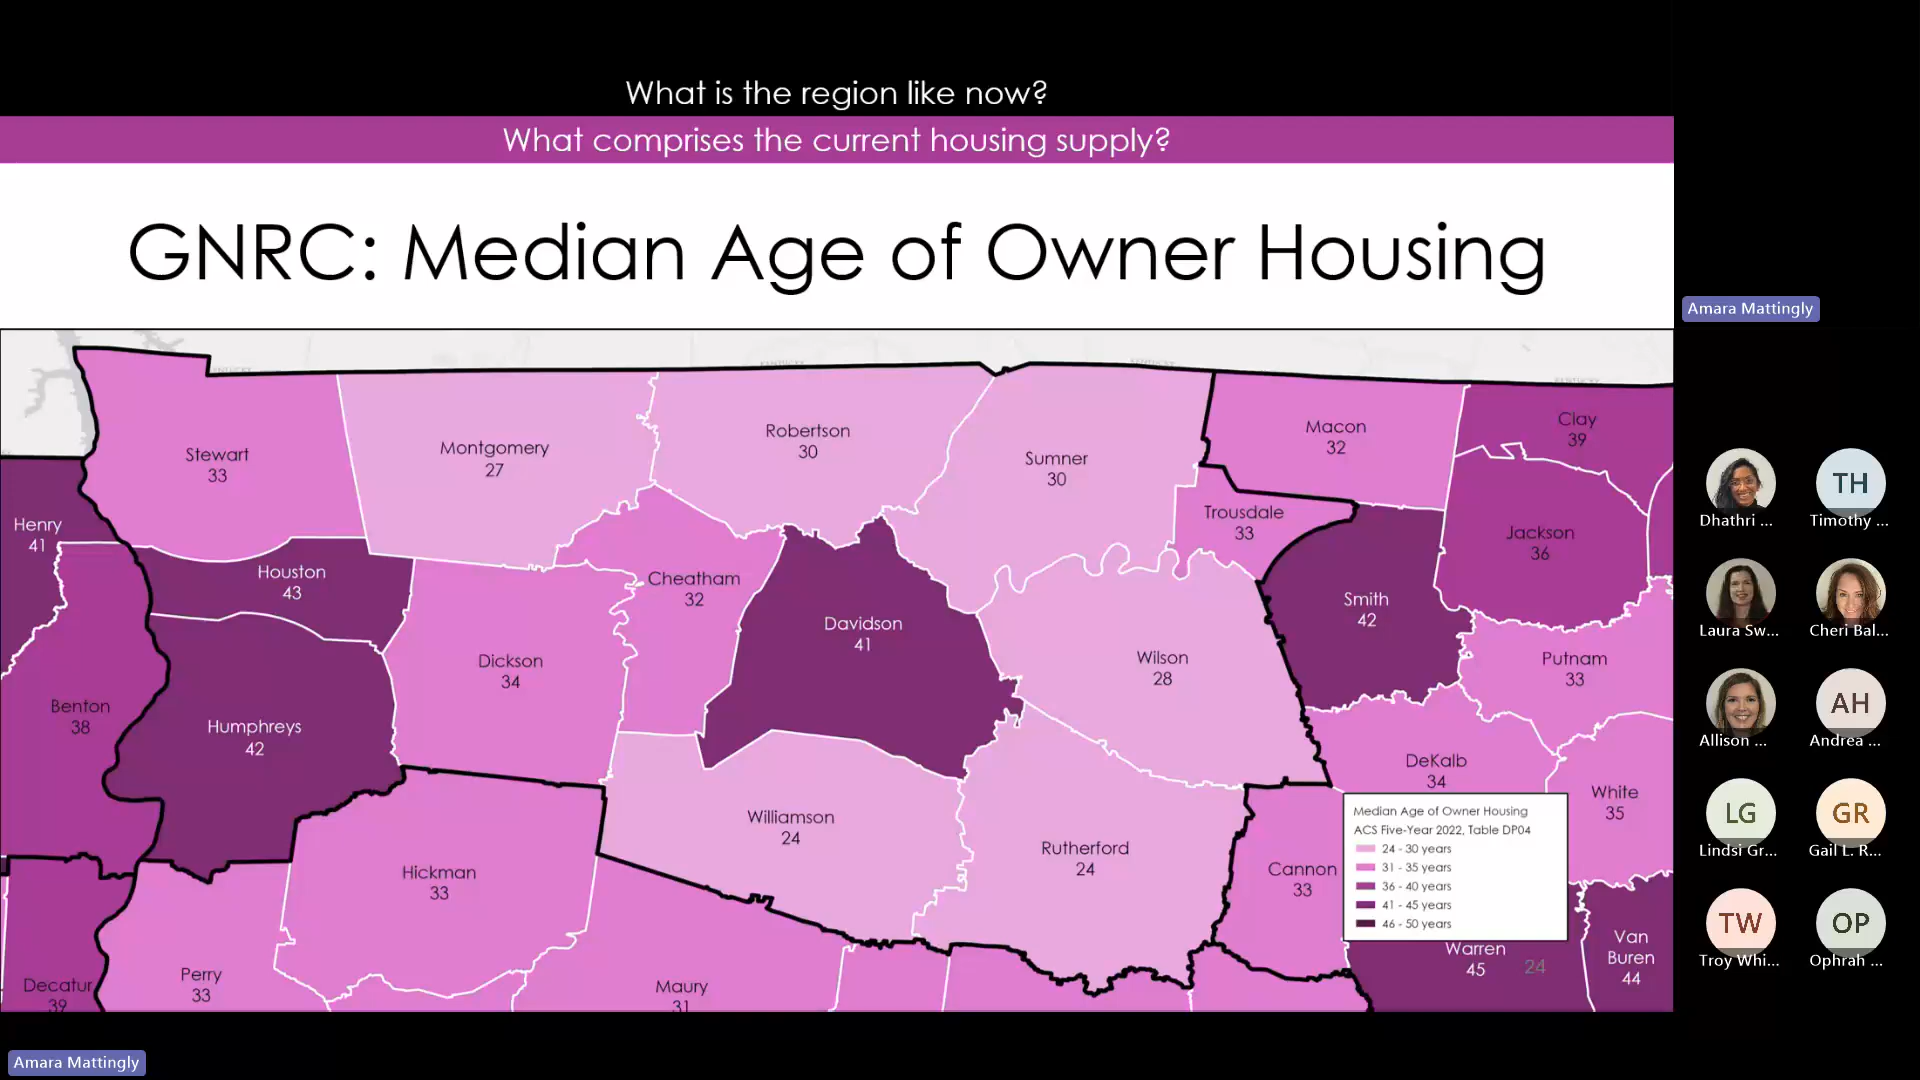 What is the region like now?
What comprises the current housing supply?
GNRC: Median Age of Owner Housing
Amara Mattingly
Stewart
33
Montgomery
27
Robertson
30
Sumner
30
Macon
32
Clay
39
Henry
41
Houston
43
Cheatham
32
Trousdale
33
Jackson
36
Smith
42
Davidson
41
Dickson
34
Wilson
28
Putnam
33
Benton
38
Humphreys
42
DeKalb
34
White
35
Williamson
24
Rutherford
24
Cannon
33
Hickman
33
Median Age of Owner Housing
ACS Five-Year 2022, Table DP04
24 - 30 years
31 - 35 years
36 - 40 years
41 - 45 years
46 - 50 years
Warren
45
24
Van
Buren
44
Decatur
39
Perry
33
Maury
31
Dhathri ...
TH
Timothy ...
Laura Sw...
Cheri Bal...
Allison ...
AH
Andrea ...
LG
Lindsi Gr...
GR
Gail L. R...
TW
Troy Whi...
OP
Ophrah ...
Amara Mattingly